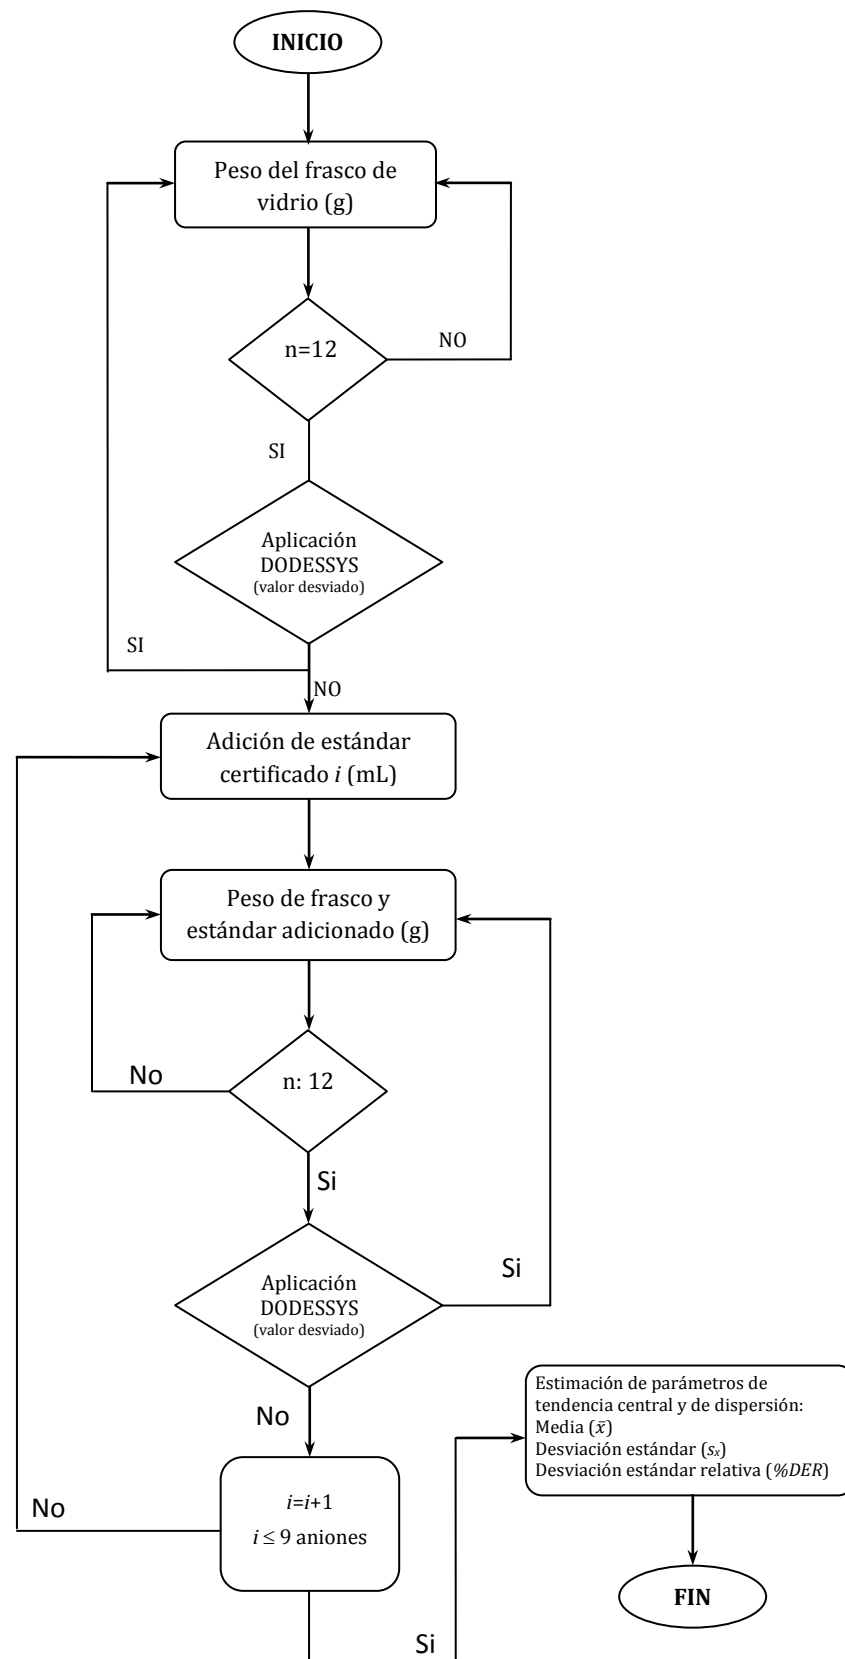 INICIO
Peso del frasco de
vidrio (g)
n=12
NO
SI
Aplicación
DODESSYS
(valor desviado)
SI
NO
Adición de estándar
certificado i (mL)
Peso de frasco y
estándar adicionado (g)
No
n: 12
Si
Aplicación
DODESSYS
(valor desviado)
Si
No
Estimación de parámetros de
tendencia central y de dispersión:
Media (x̄)
Desviación estándar (sₓ)
Desviación estándar relativa (%DER)
No
i=i+1
i ≤ 9 aniones
FIN
Si